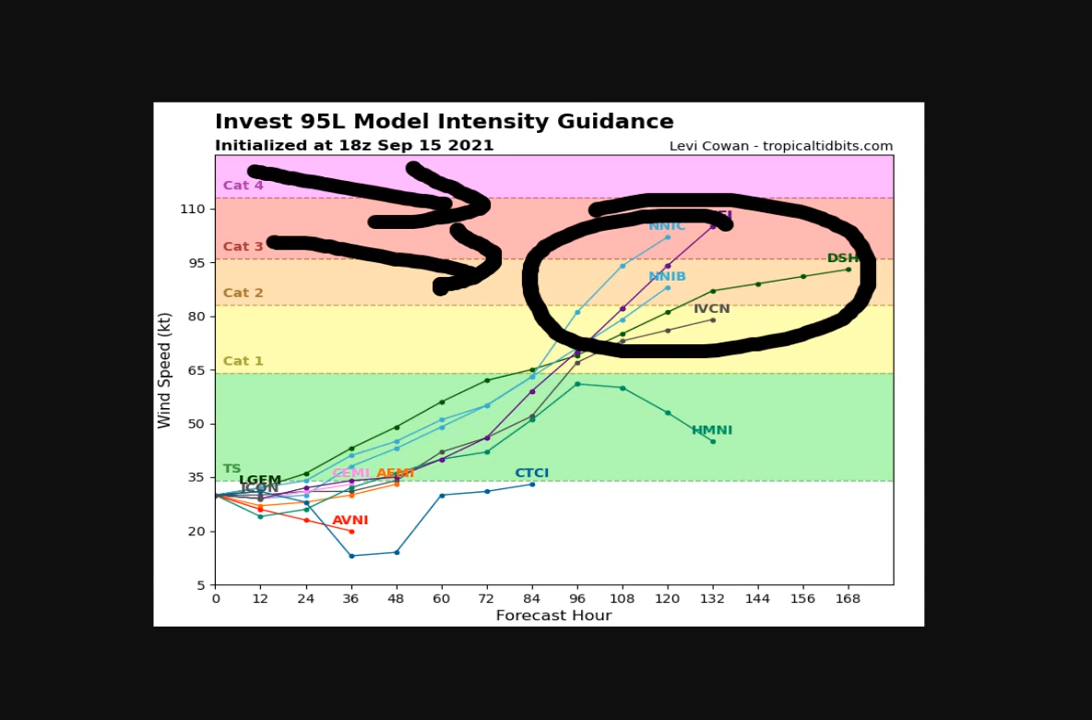 Invest 95L Model Intensity Guidance
Initialized at 18z Sep 15 2021
Levi Cowan - tropicaltidbits.com
Cat 4
110
NNIC
Cat 3
DSH
95
NNIB
Cat 2
IVCN
80
Wind Speed (kt)
Cat 1
65
50
HMNI
TS
CEMI
AEMI
CTCI
LGEM
35
ICON
AVNI
20
5
0 12 24 36 48 60 72 84 96 108 120 132 144 156 168
Forecast Hour